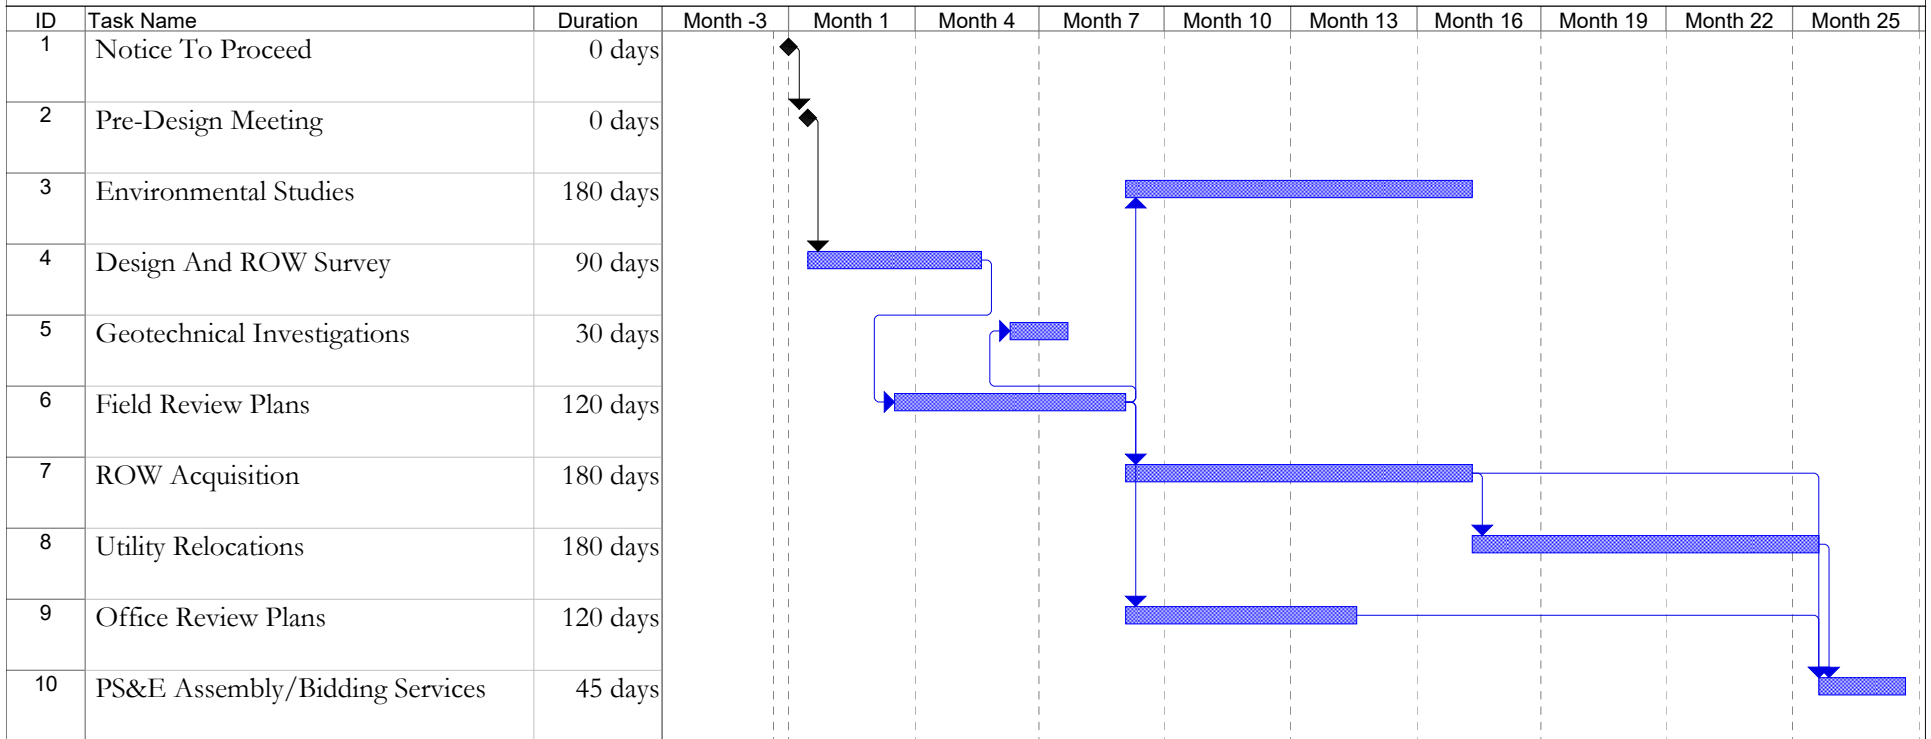 ID Task Name Duration Month -3 Month 1 Month 4 Month 7 Month 10 Month 13 Month 16 Month 19 Month 22 Month 25
1 Notice To Proceed 0 days
2 Pre-Design Meeting 0 days
3 Environmental Studies 180 days
4 Design And ROW Survey 90 days
5 Geotechnical Investigations 30 days
6 Field Review Plans 120 days
7 ROW Acquisition 180 days
8 Utility Relocations 180 days
9 Office Review Plans 120 days
10 PS&E Assembly/Bidding Services 45 days